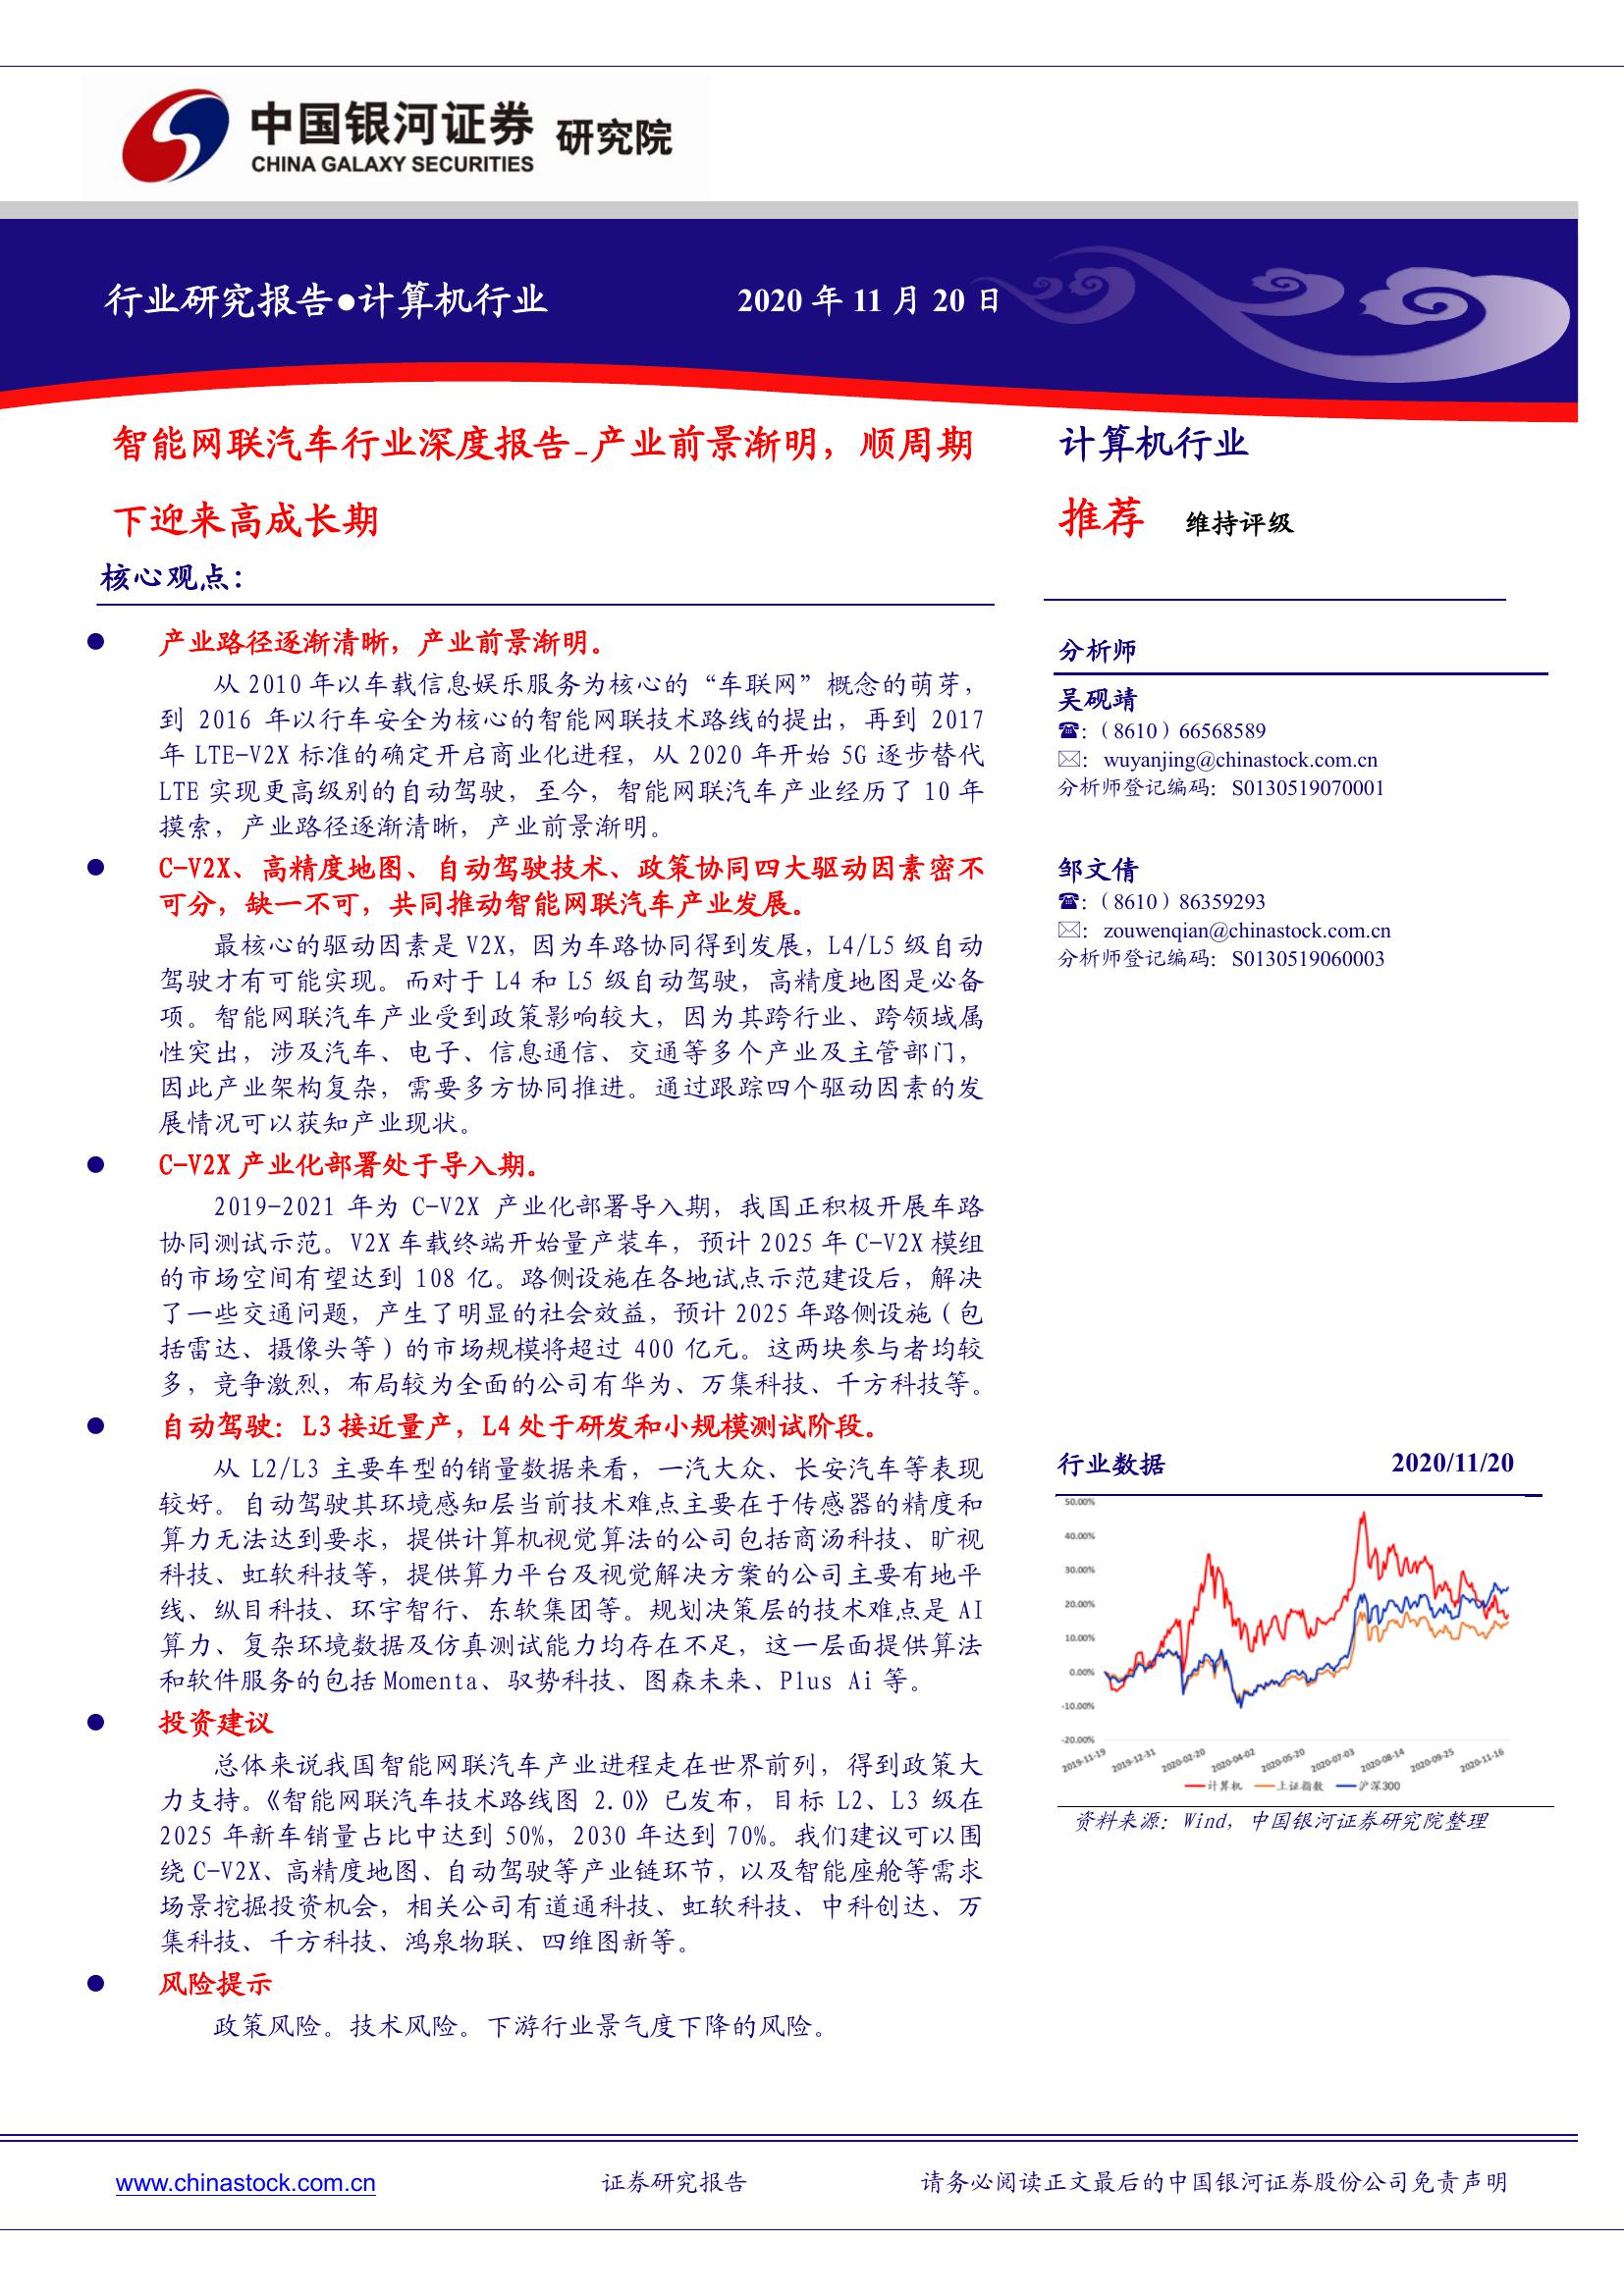 中国银河证券 研究院
CHINA GALAXY SECURITIES
行业研究报告●计算机行业
2020 年 11 月 20 日
智能网联汽车行业深度报告_产业前景渐明，顺周期
下迎来高成长期
核心观点：
● 产业路径逐渐清晰，产业前景渐明。
从 2010 年以车载信息娱乐服务为核心的“车联网”概念的萌芽，
到 2016 年以行车安全为核心的智能网联技术路线的提出，再到 2017
年 LTE-V2X 标准的确定开启商业化进程，从 2020 年开始 5G 逐步替代
LTE 实现更高级别的自动驾驶，至今，智能网联汽车产业经历了 10 年
摸索，产业路径逐渐清晰，产业前景渐明。
● C-V2X、高精度地图、自动驾驶技术、政策协同四大驱动因素密不
可分，缺一不可，共同推动智能网联汽车产业发展。
最核心的驱动因素是 V2X，因为车路协同得到发展，L4/L5 级自动
驾驶才有可能实现。而对于 L4 和 L5 级自动驾驶，高精度地图是必备
项。智能网联汽车产业受到政策影响较大，因为其跨行业、跨领域属
性突出，涉及汽车、电子、信息通信、交通等多个产业及主管部门，
因此产业架构复杂，需要多方协同推进。通过跟踪四个驱动因素的发
展情况可以获知产业现状。
● C-V2X 产业化部署处于导入期。
2019-2021 年为 C-V2X 产业化部署导入期，我国正积极开展车路
协同测试示范。V2X 车载终端开始量产装车，预计 2025 年 C-V2X 模组
的市场空间有望达到 108 亿。路侧设施在各地试点示范建设后，解决
了一些交通问题，产生了明显的社会效益，预计 2025 年路侧设施（包
括雷达、摄像头等）的市场规模将超过 400 亿元。这两块参与者均较
多，竞争激烈，布局较为全面的公司有华为、万集科技、千方科技等。
● 自动驾驶：L3 接近量产，L4 处于研发和小规模测试阶段。
从 L2/L3 主要车型的销量数据来看，一汽大众、长安汽车等表现
较好。自动驾驶其环境感知层当前技术难点主要在于传感器的精度和
算力无法达到要求，提供计算机视觉算法的公司包括商汤科技、旷视
科技、虹软科技等，提供算力平台及视觉解决方案的公司主要有地平
线、纵目科技、环宇智行、东软集团等。规划决策层的技术难点是 AI
算力、复杂环境数据及仿真测试能力均存在不足，这一层面提供算法
和软件服务的包括 Momenta、驭势科技、图森未来、Plus Ai 等。
● 投资建议
总体来说我国智能网联汽车产业进程走在世界前列，得到政策大
力支持。《智能网联汽车技术路线图 2.0》已发布，目标 L2、L3 级在
2025 年新车销量占比中达到 50%，2030 年达到 70%。我们建议可以围
绕 C-V2X、高精度地图、自动驾驶等产业链环节，以及智能座舱等需求
场景挖掘投资机会，相关公司有道通科技、虹软科技、中科创达、万
集科技、千方科技、鸿泉物联、四维图新等。
● 风险提示
政策风险。技术风险。下游行业景气度下降的风险。
计算机行业
推荐 维持评级
分析师
吴砚靖
☎：（8610）66568589
✉：wuyanjing@chinastock.com.cn
分析师登记编码：S0130519070001
邹文倩
☎：（8610）86359293
✉：zouwenqian@chinastock.com.cn
分析师登记编码：S0130519060003
行业数据 2020/11/20
50.00%
40.00%
30.00%
20.00%
10.00%
0.00%
-10.00%
-20.00%
2019-11-19 2019-12-31 2020-02-20 2020-04-02 2020-05-20 2020-07-03 2020-08-14 2020-09-25 2020-11-16
计算机 上证指数 沪深300
资料来源：Wind，中国银河证券研究院整理
www.chinastock.com.cn 证券研究报告 请务必阅读正文最后的中国银河证券股份公司免责声明